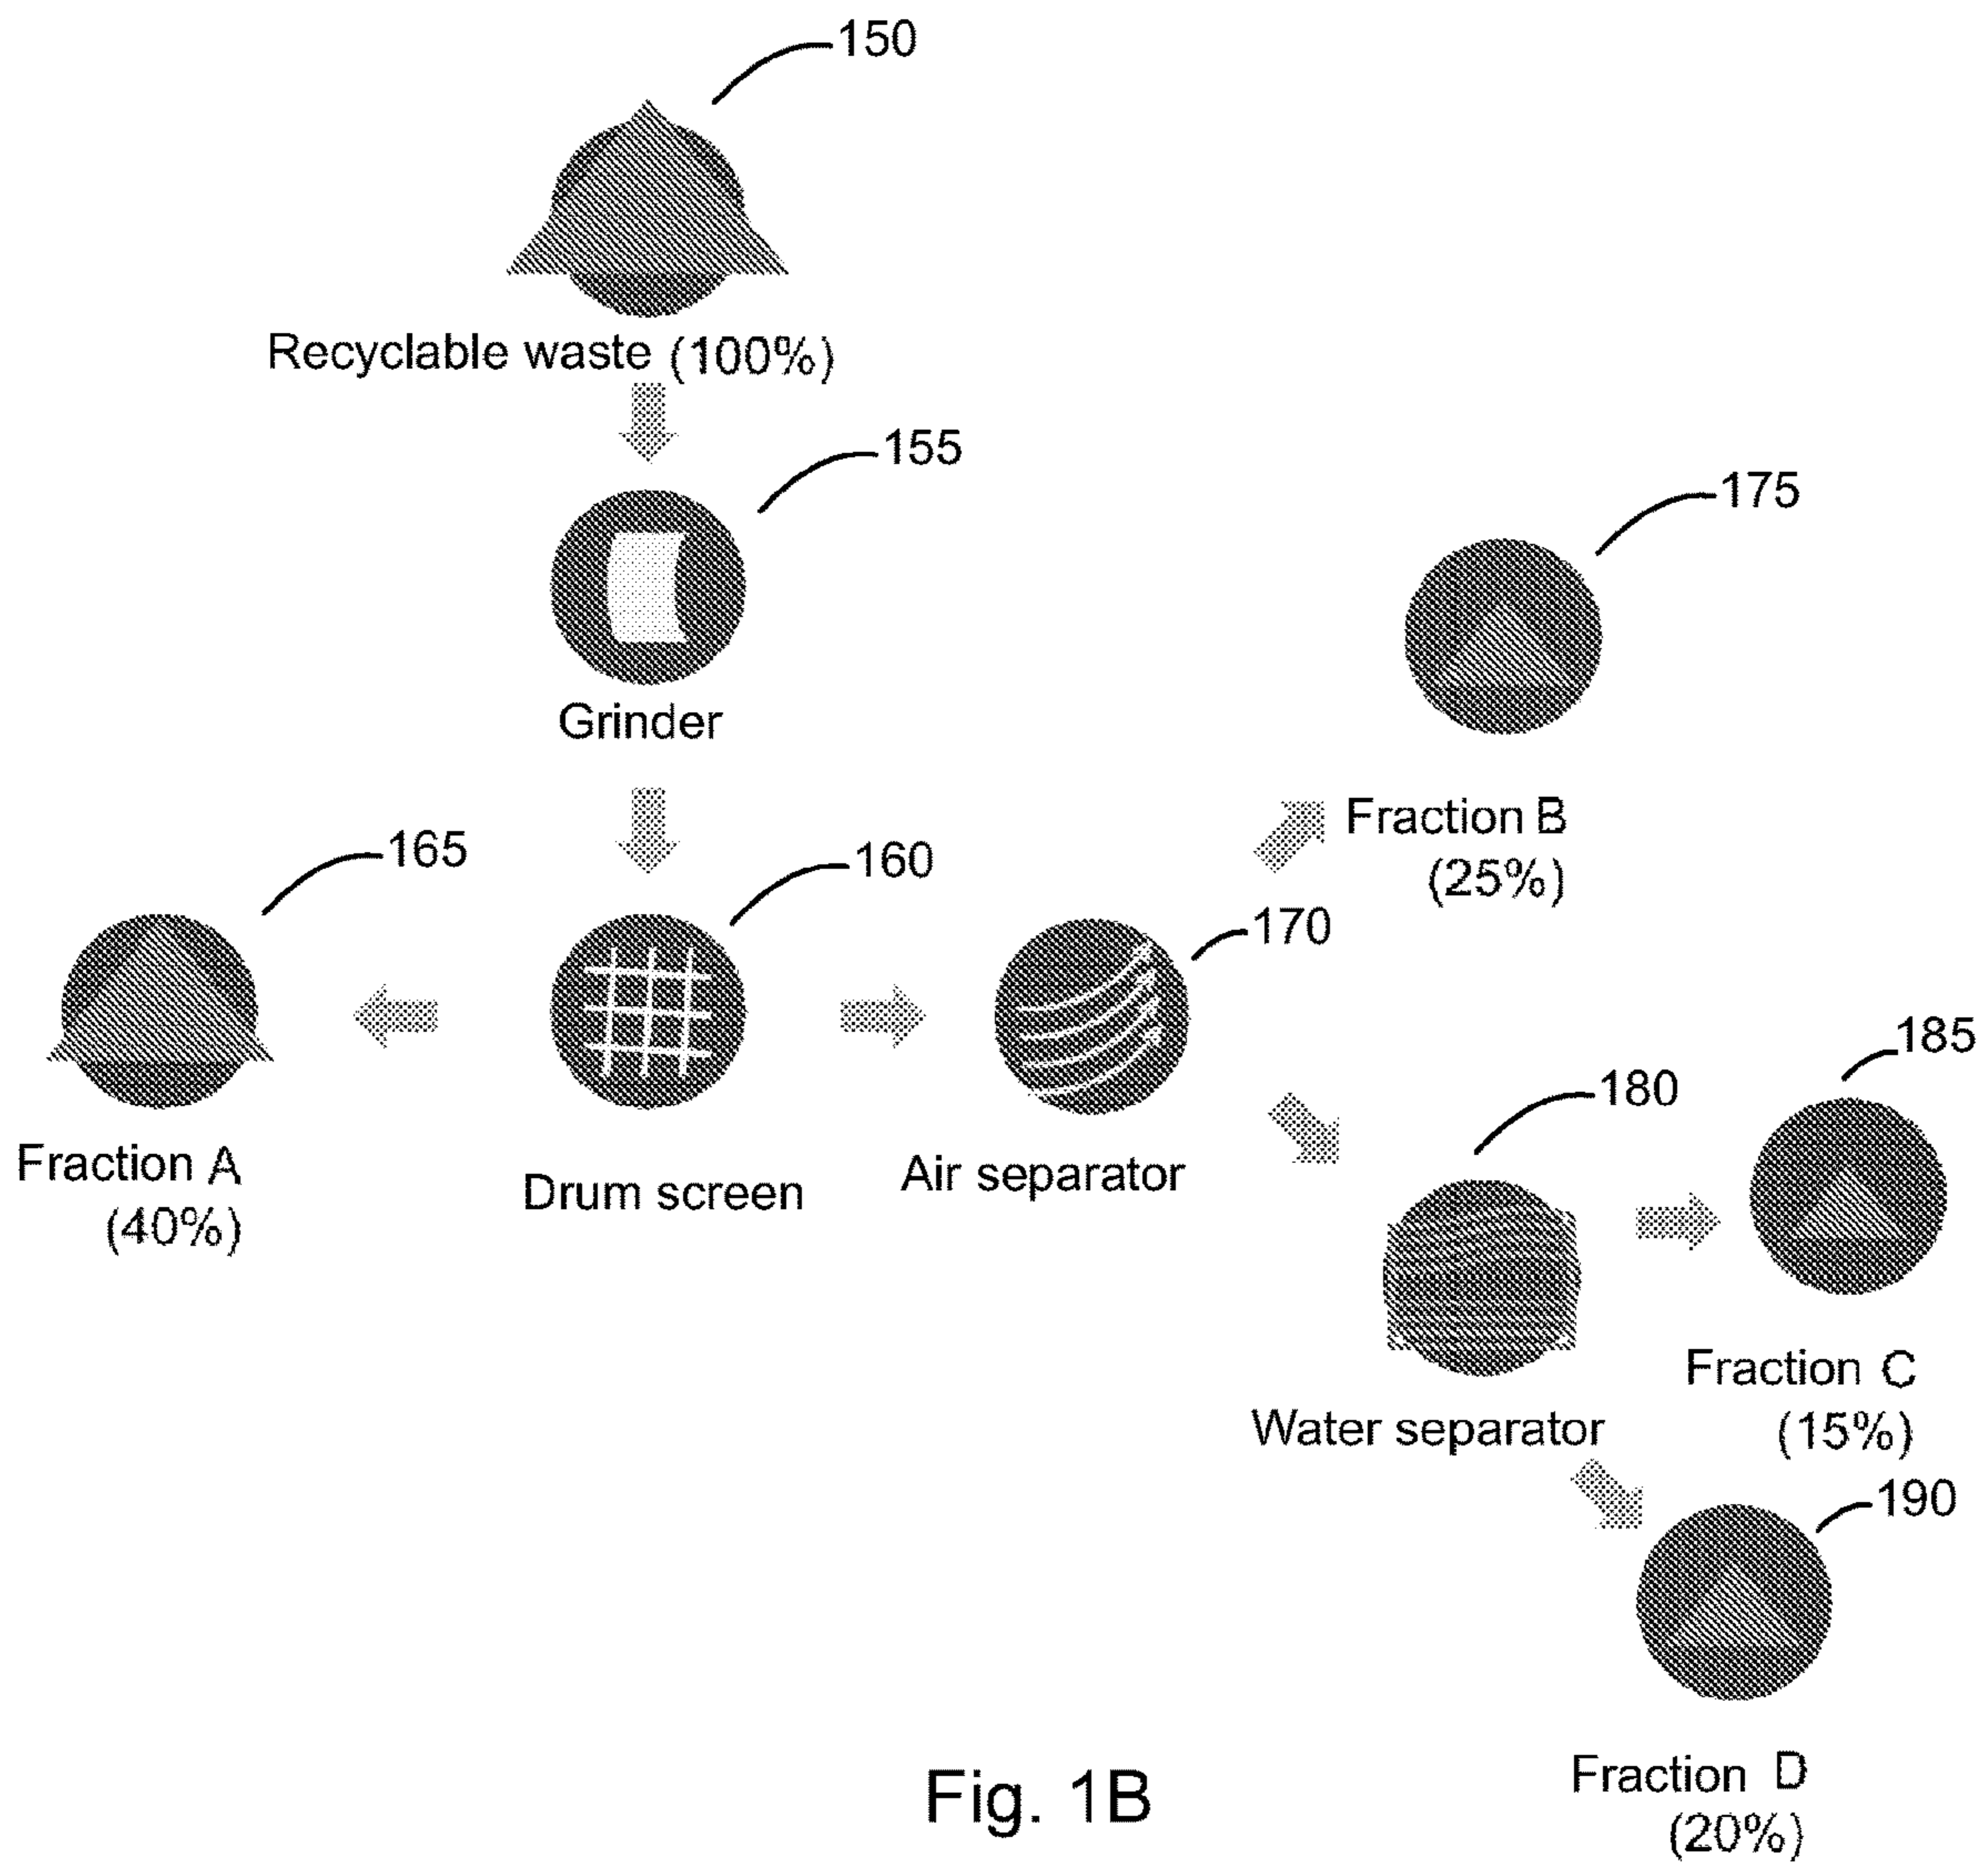 150
Recyclable waste (100%)
155
Grinder
175
Fraction B
(25%)
165
160
170
Fraction A
(40%)
Drum screen
Air separator
180
185
Water separator
Fraction C
(15%)
190
Fraction D
(20%)
Fig. 1B